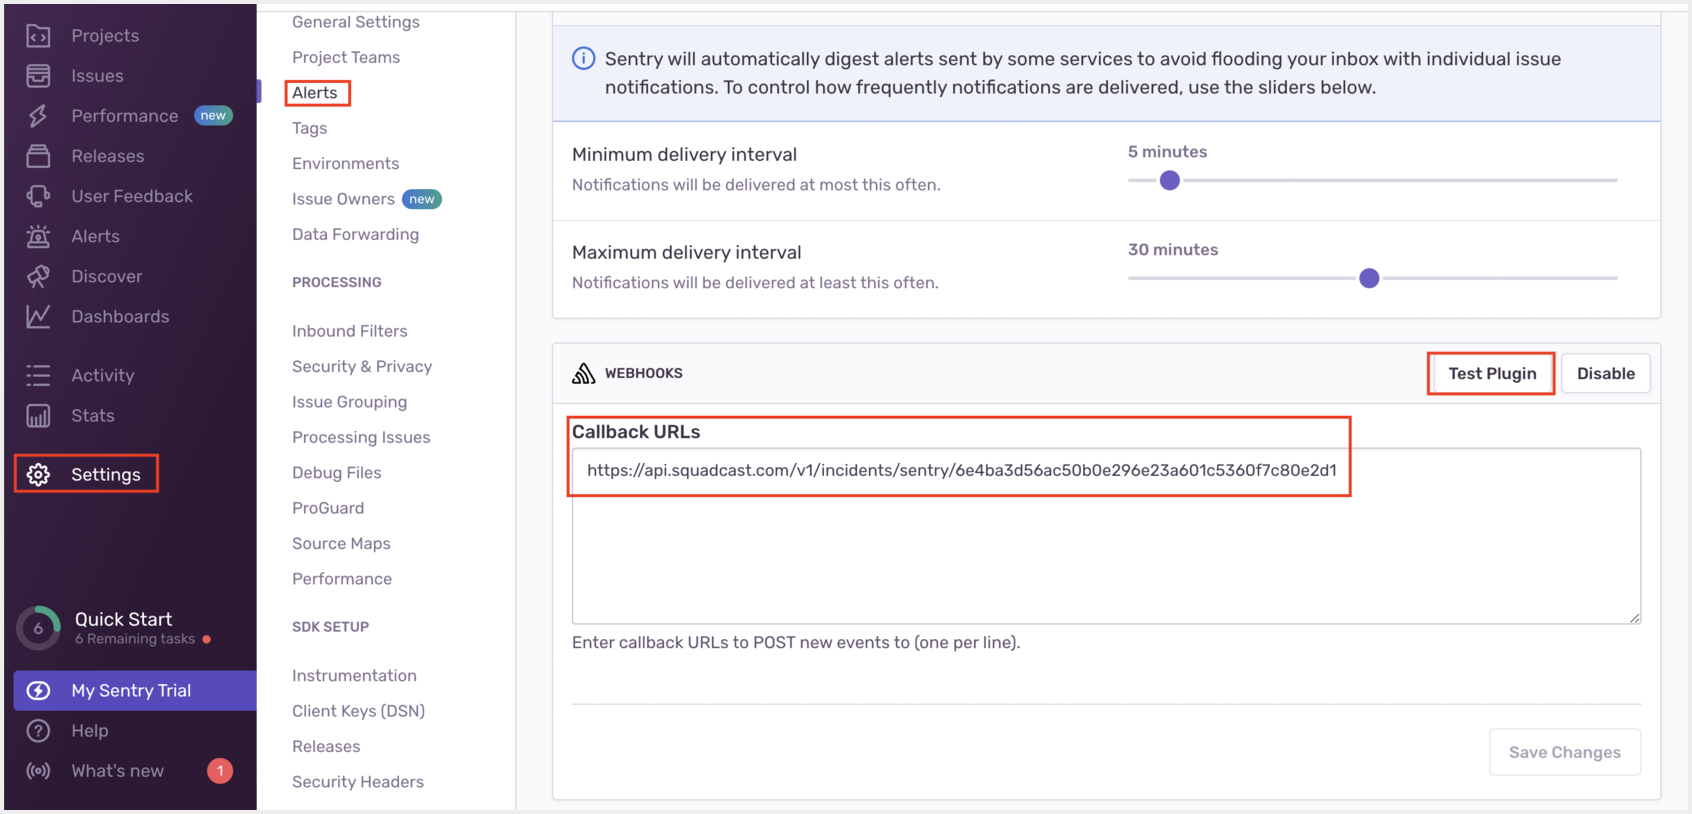 Projects
Issues
Performance new
Releases
User Feedback
Alerts
Discover
Dashboards
Activity
Stats
Settings
6
Quick Start
6 Remaining tasks
My Sentry Trial
Help
What's new 1
General Settings
Project Teams
Alerts
Tags
Environments
Issue Owners new
Data Forwarding
PROCESSING
Inbound Filters
Security & Privacy
Issue Grouping
Processing Issues
Debug Files
ProGuard
Source Maps
Performance
SDK SETUP
Instrumentation
Client Keys (DSN)
Releases
Security Headers
Sentry will automatically digest alerts sent by some services to avoid flooding your inbox with individual issue
notifications. To control how frequently notifications are delivered, use the sliders below.
Minimum delivery interval
Notifications will be delivered at most this often.
5 minutes
Maximum delivery interval
Notifications will be delivered at least this often.
30 minutes
WEBHOOKS
Test Plugin
Disable
Callback URLs
https://api.squadcast.com/v1/incidents/sentry/6e4ba3d56ac50b0e296e23a601c5360f7c80e2d1
Enter callback URLs to POST new events to (one per line).
Save Changes